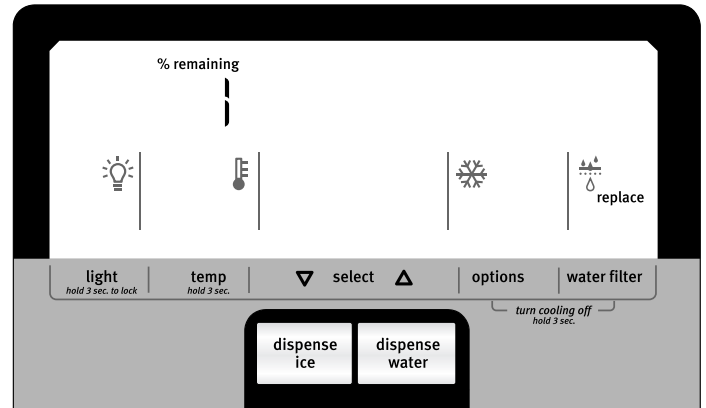 % remaining
1
replace
light
hold 3 sec. to lock
temp
hold 3 sec.
select
options
water filter
turn cooling off
hold 3 sec.
dispense
ice
dispense
water